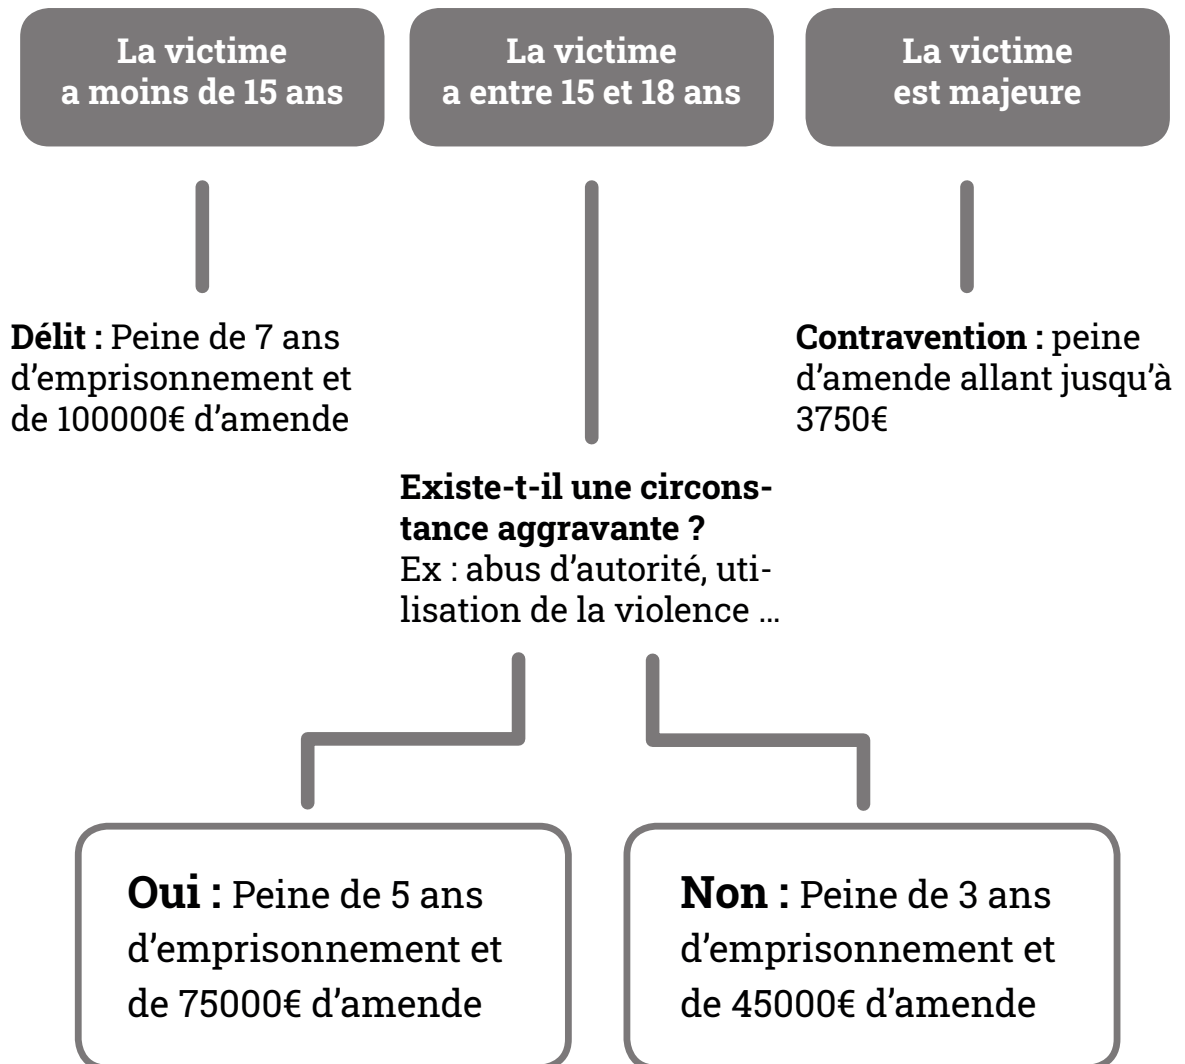 La victime
a moins de 15 ans
La victime
a entre 15 et 18 ans
La victime
est majeure
Délit : Peine de 7 ans
d’emprisonnement et
de 100000€ d’amende
Contravention : peine
d’amende allant jusqu’à
3750€
Existe-t-il une circons-
tance aggravante ?
Ex : abus d’autorité, uti-
lisation de la violence ...
Oui : Peine de 5 ans
d’emprisonnement et
de 75000€ d’amende
Non : Peine de 3 ans
d’emprisonnement et
de 45000€ d’amende